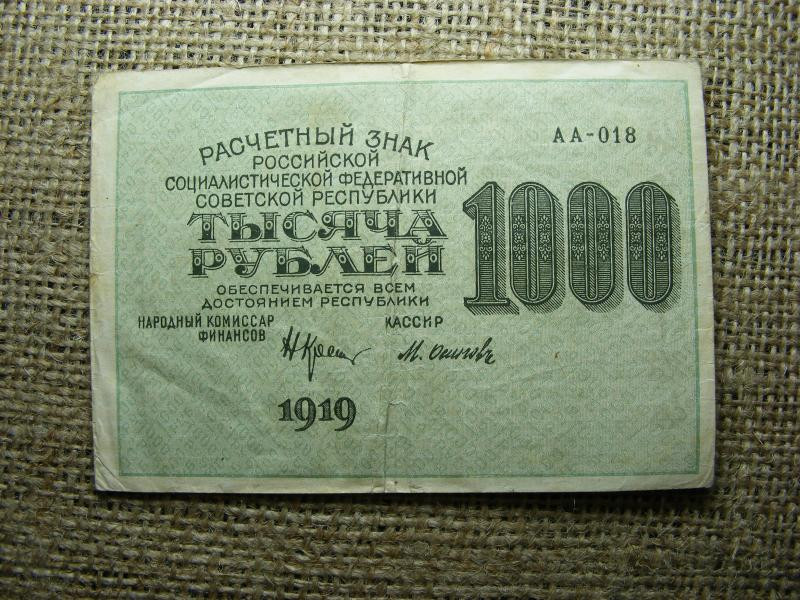 РАСЧЕТНЫЙ ЗНАК
РОССИЙСКОЙ
СОЦИАЛИСТИЧЕСКОЙ ФЕДЕРАТИВНОЙ
СОВЕТСКОЙ РЕСПУБЛИКИ
ТЫСЯЧА
РУБЛЕЙ
ОБЕСПЕЧИВАЕТСЯ ВСЕМ
ДОСТОЯНИЕМ РЕСПУБЛИКИ
НАРОДНЫЙ КОМИССАР
ФИНАНСОВ
КАССИР
1919
АА-018
1000